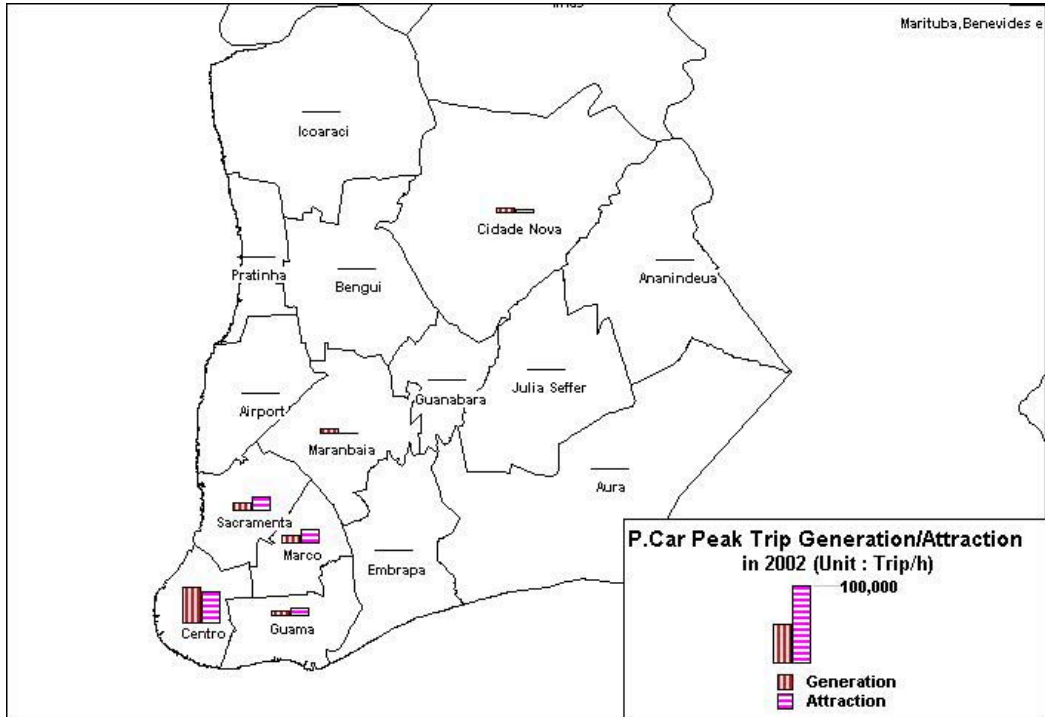 Marituba,Benevides e
Icoaraci
Cidade Nova
Pratinha
Bengui
Ananindeua
Airport
Guanabara
Julia Seffer
Maranbaia
Aura
Sacramenta
Marco
Embrapa
Centro
Guama
P.Car Peak Trip Generation/Attraction
in 2002 (Unit : Trip/h)
100,000
Generation
Attraction